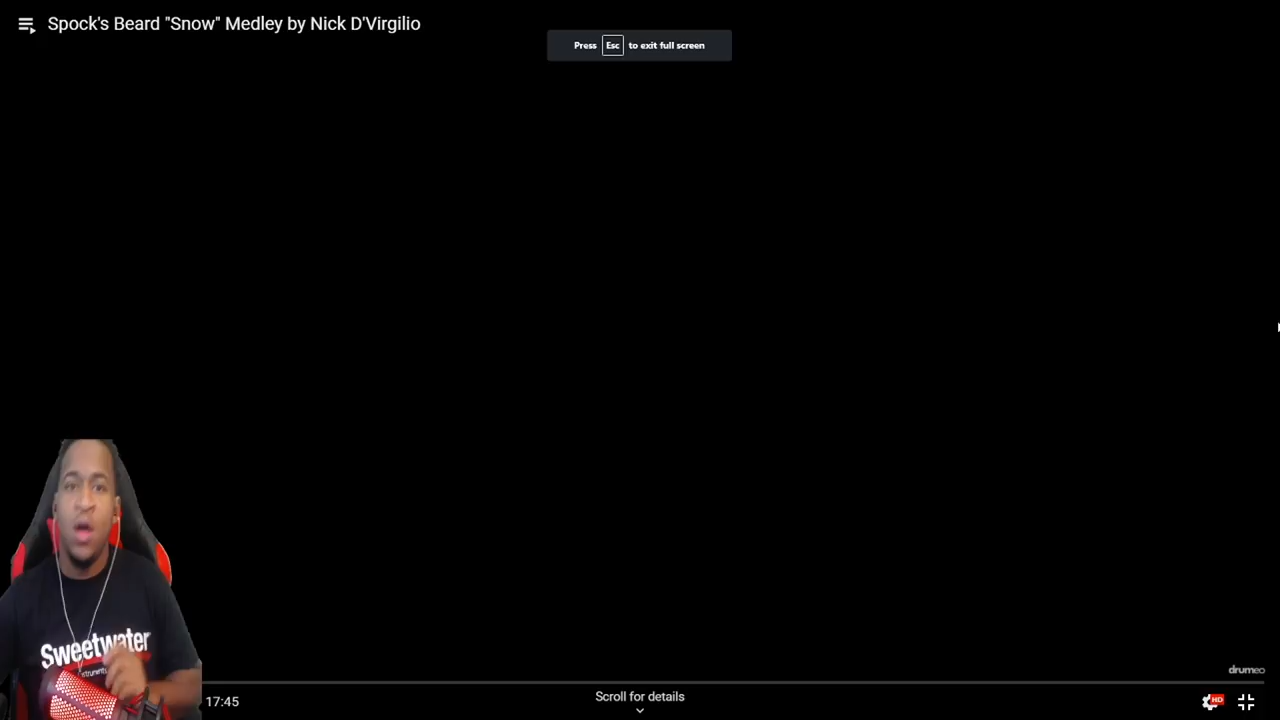 Spock's Beard "Snow" Medley by Nick D'Virgilio
Press Esc to exit full screen
Sweetwater
drumeo
17:45
Scroll for details
HD